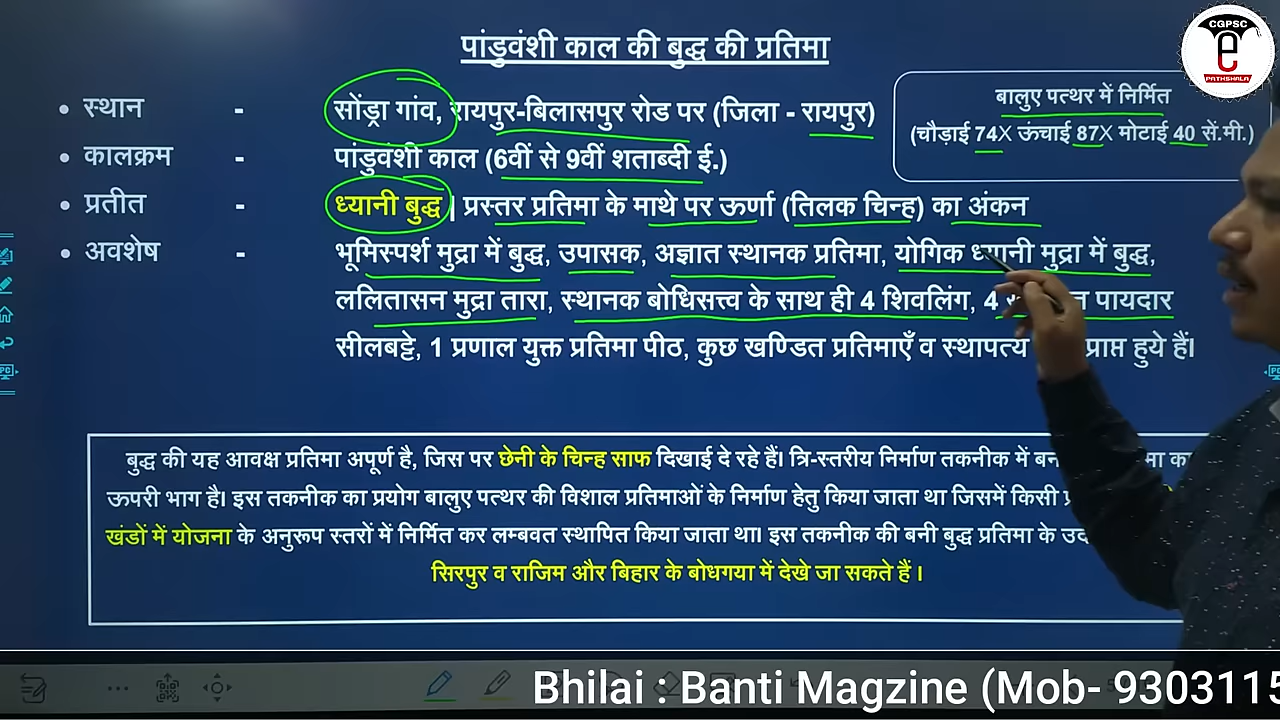 पांडुवंशी काल की बुद्ध की प्रतिमा
CGPSC
e
PATHSHALA
बालुए पत्थर में निर्मित
(चौड़ाई 74X ऊंचाई 87X मोटाई 40 सें.मी.)
• स्थान - सोंड्रा गांव, रायपुर-बिलासपुर रोड पर (जिला - रायपुर)
• कालक्रम - पांडुवंशी काल (6वीं से 9वीं शताब्दी ई.)
• प्रतीत - ध्यानी बुद्ध | प्रस्तर प्रतिमा के माथे पर ऊर्णा (तिलक चिन्ह) का अंकन
• अवशेष - भूमिस्पर्श मुद्रा में बुद्ध, उपासक, अज्ञात स्थानक प्रतिमा, योगिक ध्यानी मुद्रा में बुद्ध,
ललितासन मुद्रा तारा, स्थानक बोधिसत्त्व के साथ ही 4 शिवलिंग, 4 पायदार
सीलबट्टे, 1 प्रणाल युक्त प्रतिमा पीठ, कुछ खण्डित प्रतिमाएँ व स्थापत्य प्राप्त हुये हैं।
बुद्ध की यह आवक्ष प्रतिमा अपूर्ण है, जिस पर छेनी के चिन्ह साफ दिखाई दे रहे हैं। त्रि-स्तरीय निर्माण तकनीक में
ऊपरी भाग है। इस तकनीक का प्रयोग बालुए पत्थर की विशाल प्रतिमाओं के निर्माण हेतु किया जाता था जिसमें किसी
खंडों में योजना के अनुरूप स्तरों में निर्मित कर लम्बवत स्थापित किया जाता था। इस तकनीक की बनी बुद्ध प्रतिमा के
सिरपुर व राजिम और बिहार के बोधगया में देखे जा सकते हैं ।
Bhilai : Banti Magzine (Mob- 9303115